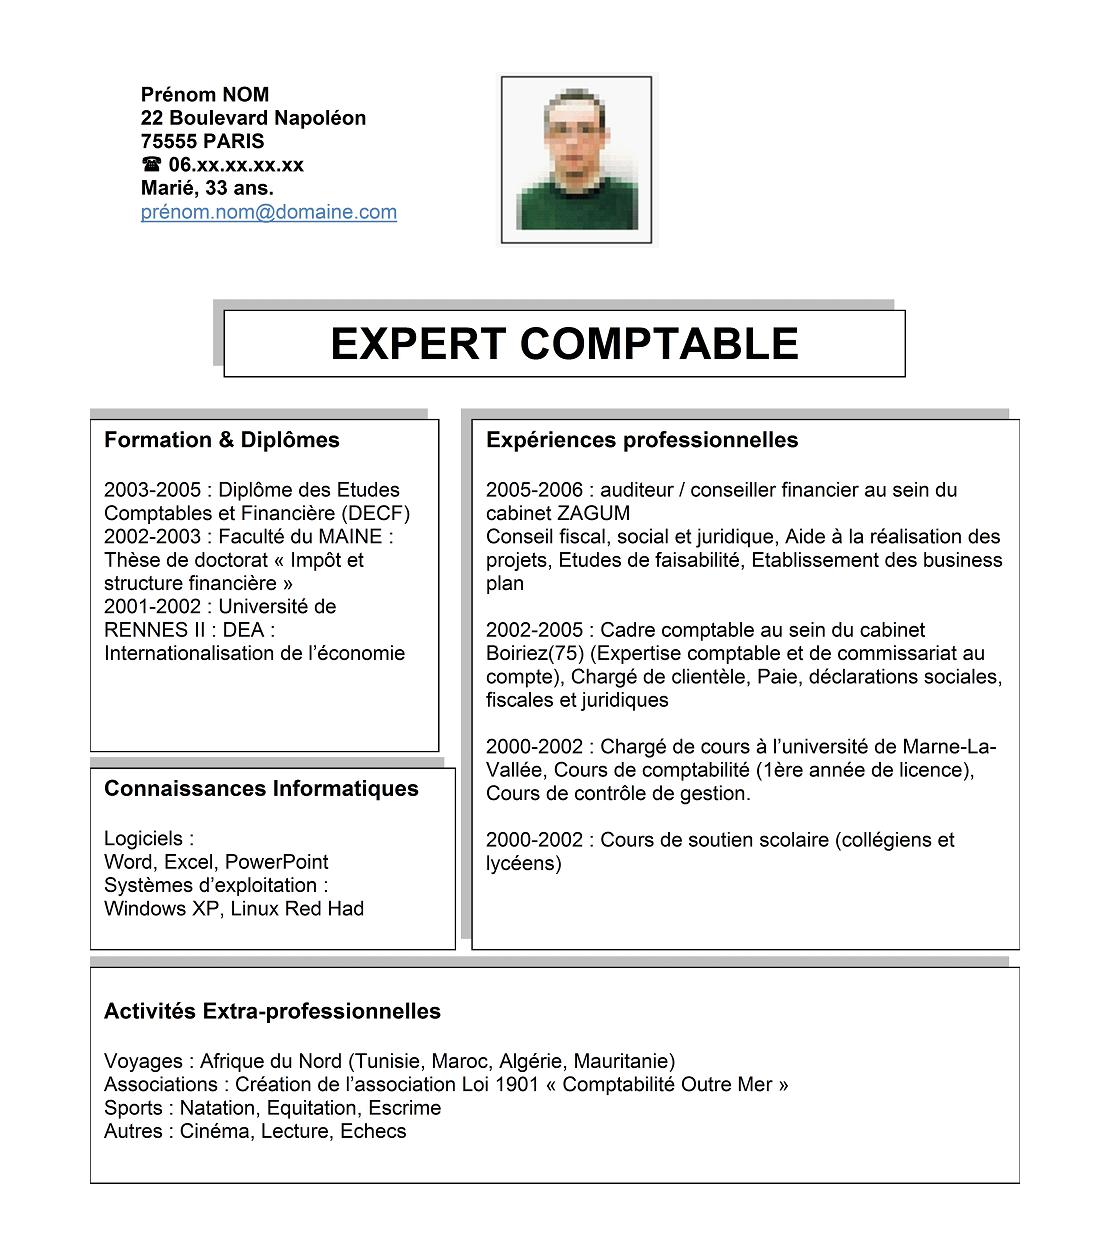 Prénom NOM
22 Boulevard Napoléon
75555 PARIS
☎ 06.xx.xx.xx.xx
Marié, 33 ans.
prénom.nom@domaine.com
EXPERT COMPTABLE
Formation & Diplômes
2003-2005 : Diplôme des Etudes
Comptables et Financière (DECF)
2002-2003 : Faculté du MAINE :
Thèse de doctorat « Impôt et
structure financière »
2001-2002 : Université de
RENNES II : DEA :
Internationalisation de l’économie
Connaissances Informatiques
Logiciels :
Word, Excel, PowerPoint
Systèmes d’exploitation :
Windows XP, Linux Red Had
Expériences professionnelles
2005-2006 : auditeur / conseiller financier au sein du
cabinet ZAGUM
Conseil fiscal, social et juridique, Aide à la réalisation des
projets, Etudes de faisabilité, Etablissement des business
plan
2002-2005 : Cadre comptable au sein du cabinet
Boiriez(75) (Expertise comptable et de commissariat au
compte), Chargé de clientèle, Paie, déclarations sociales,
fiscales et juridiques
2000-2002 : Chargé de cours à l’université de Marne-La-
Vallée, Cours de comptabilité (1ère année de licence),
Cours de contrôle de gestion.
2000-2002 : Cours de soutien scolaire (collégiens et
lycéens)
Activités Extra-professionnelles
Voyages : Afrique du Nord (Tunisie, Maroc, Algérie, Mauritanie)
Associations : Création de l’association Loi 1901 « Comptabilité Outre Mer »
Sports : Natation, Equitation, Escrime
Autres : Cinéma, Lecture, Echecs